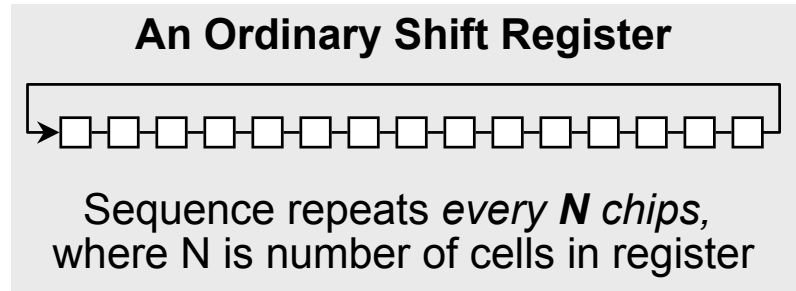 An Ordinary Shift Register
Sequence repeats every N chips,
where N is number of cells in register